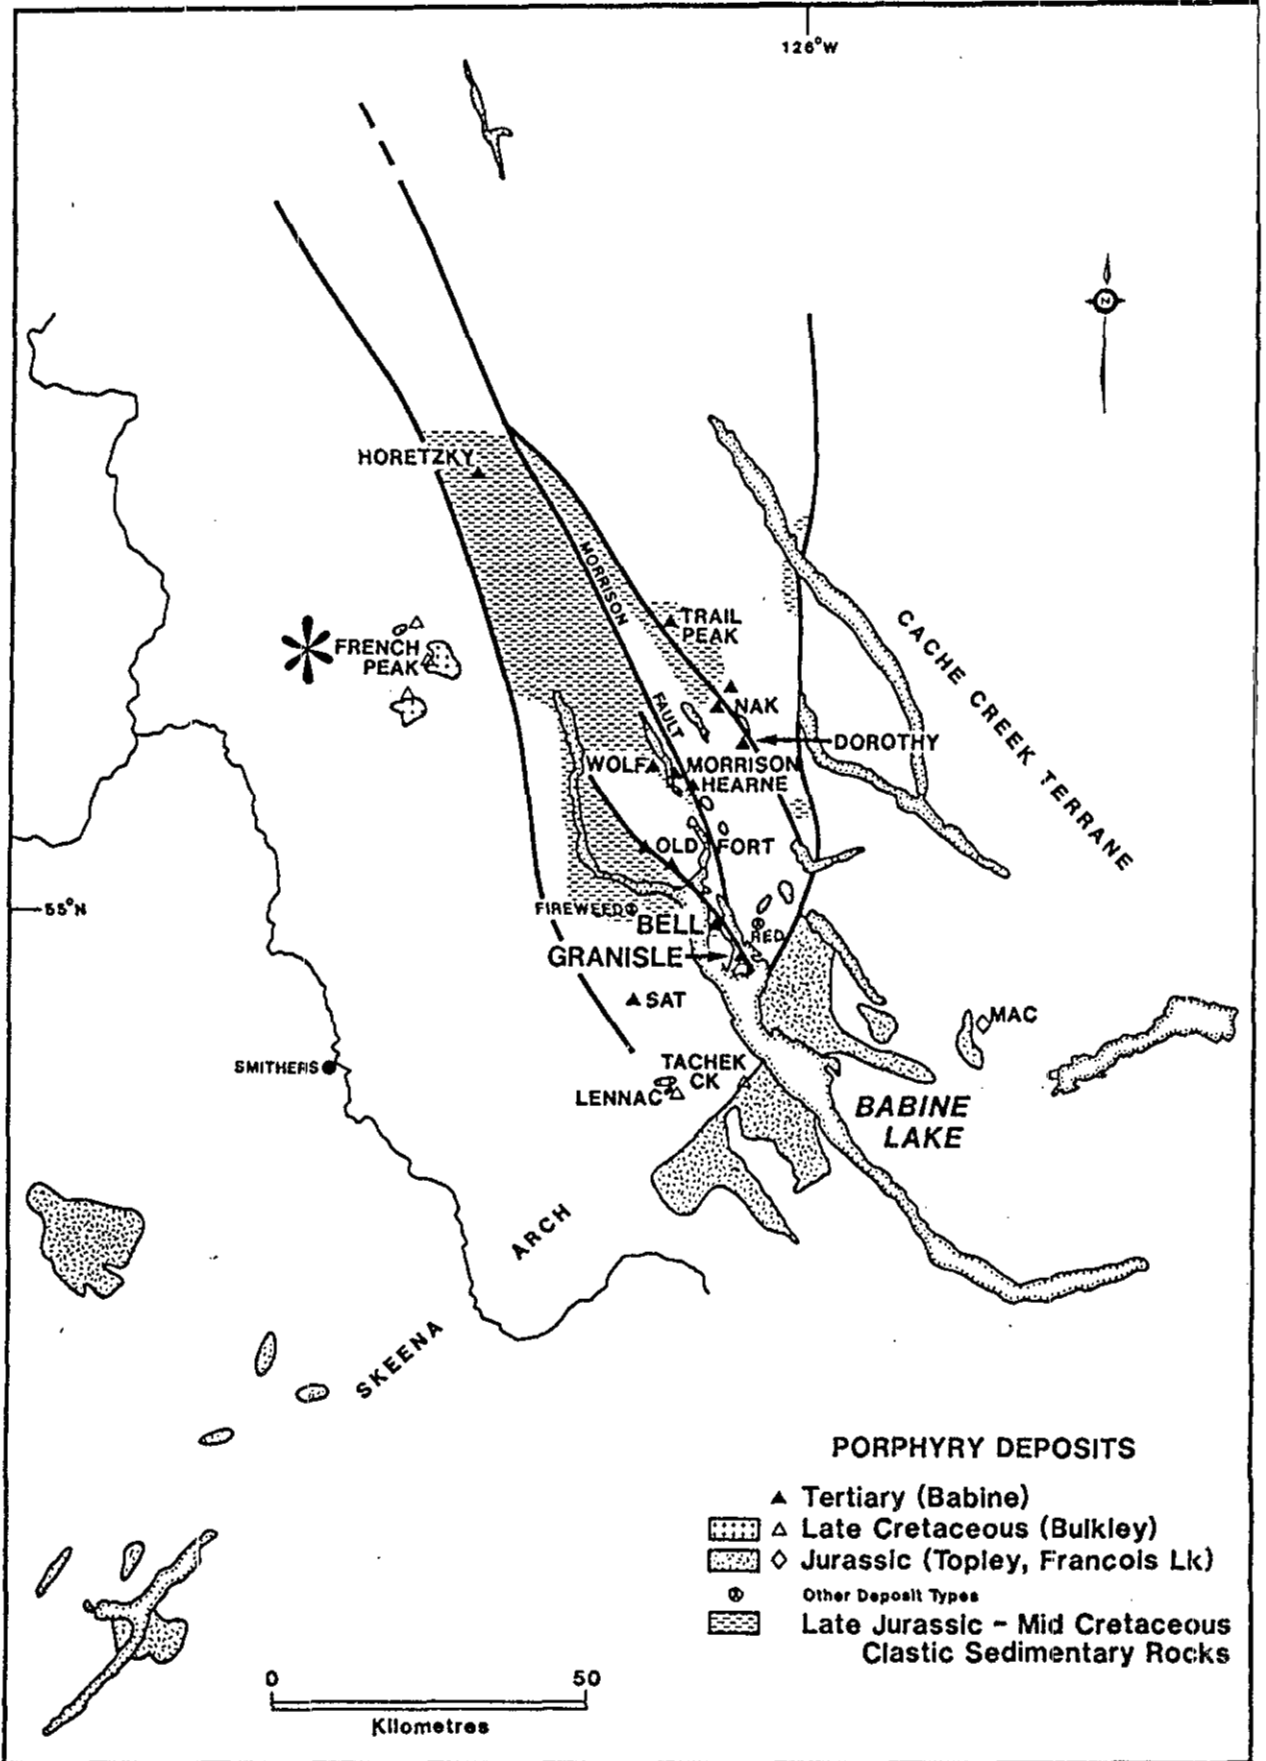 126°W
N
HORETZKY
MORRISON
FAULT
TRAIL
PEAK
CACHE CREEK TERRANE
FRENCH
PEAK
NAK
DOROTHY
WOLF
MORRISON
HEARNE
OLD FORT
55°N
FIREWEED
BELL
RED
GRANISLE
SAT
MAC
SMITHERS
TACHEK
CK
LENNAC
BABINE
LAKE
SKEENA ARCH
PORPHYRY DEPOSITS
Tertiary (Babine)
Late Cretaceous (Bulkley)
Jurassic (Topley, Francois Lk)
Other Deposit Types
Late Jurassic - Mid Cretaceous
Clastic Sedimentary Rocks
0 50
Kilometres